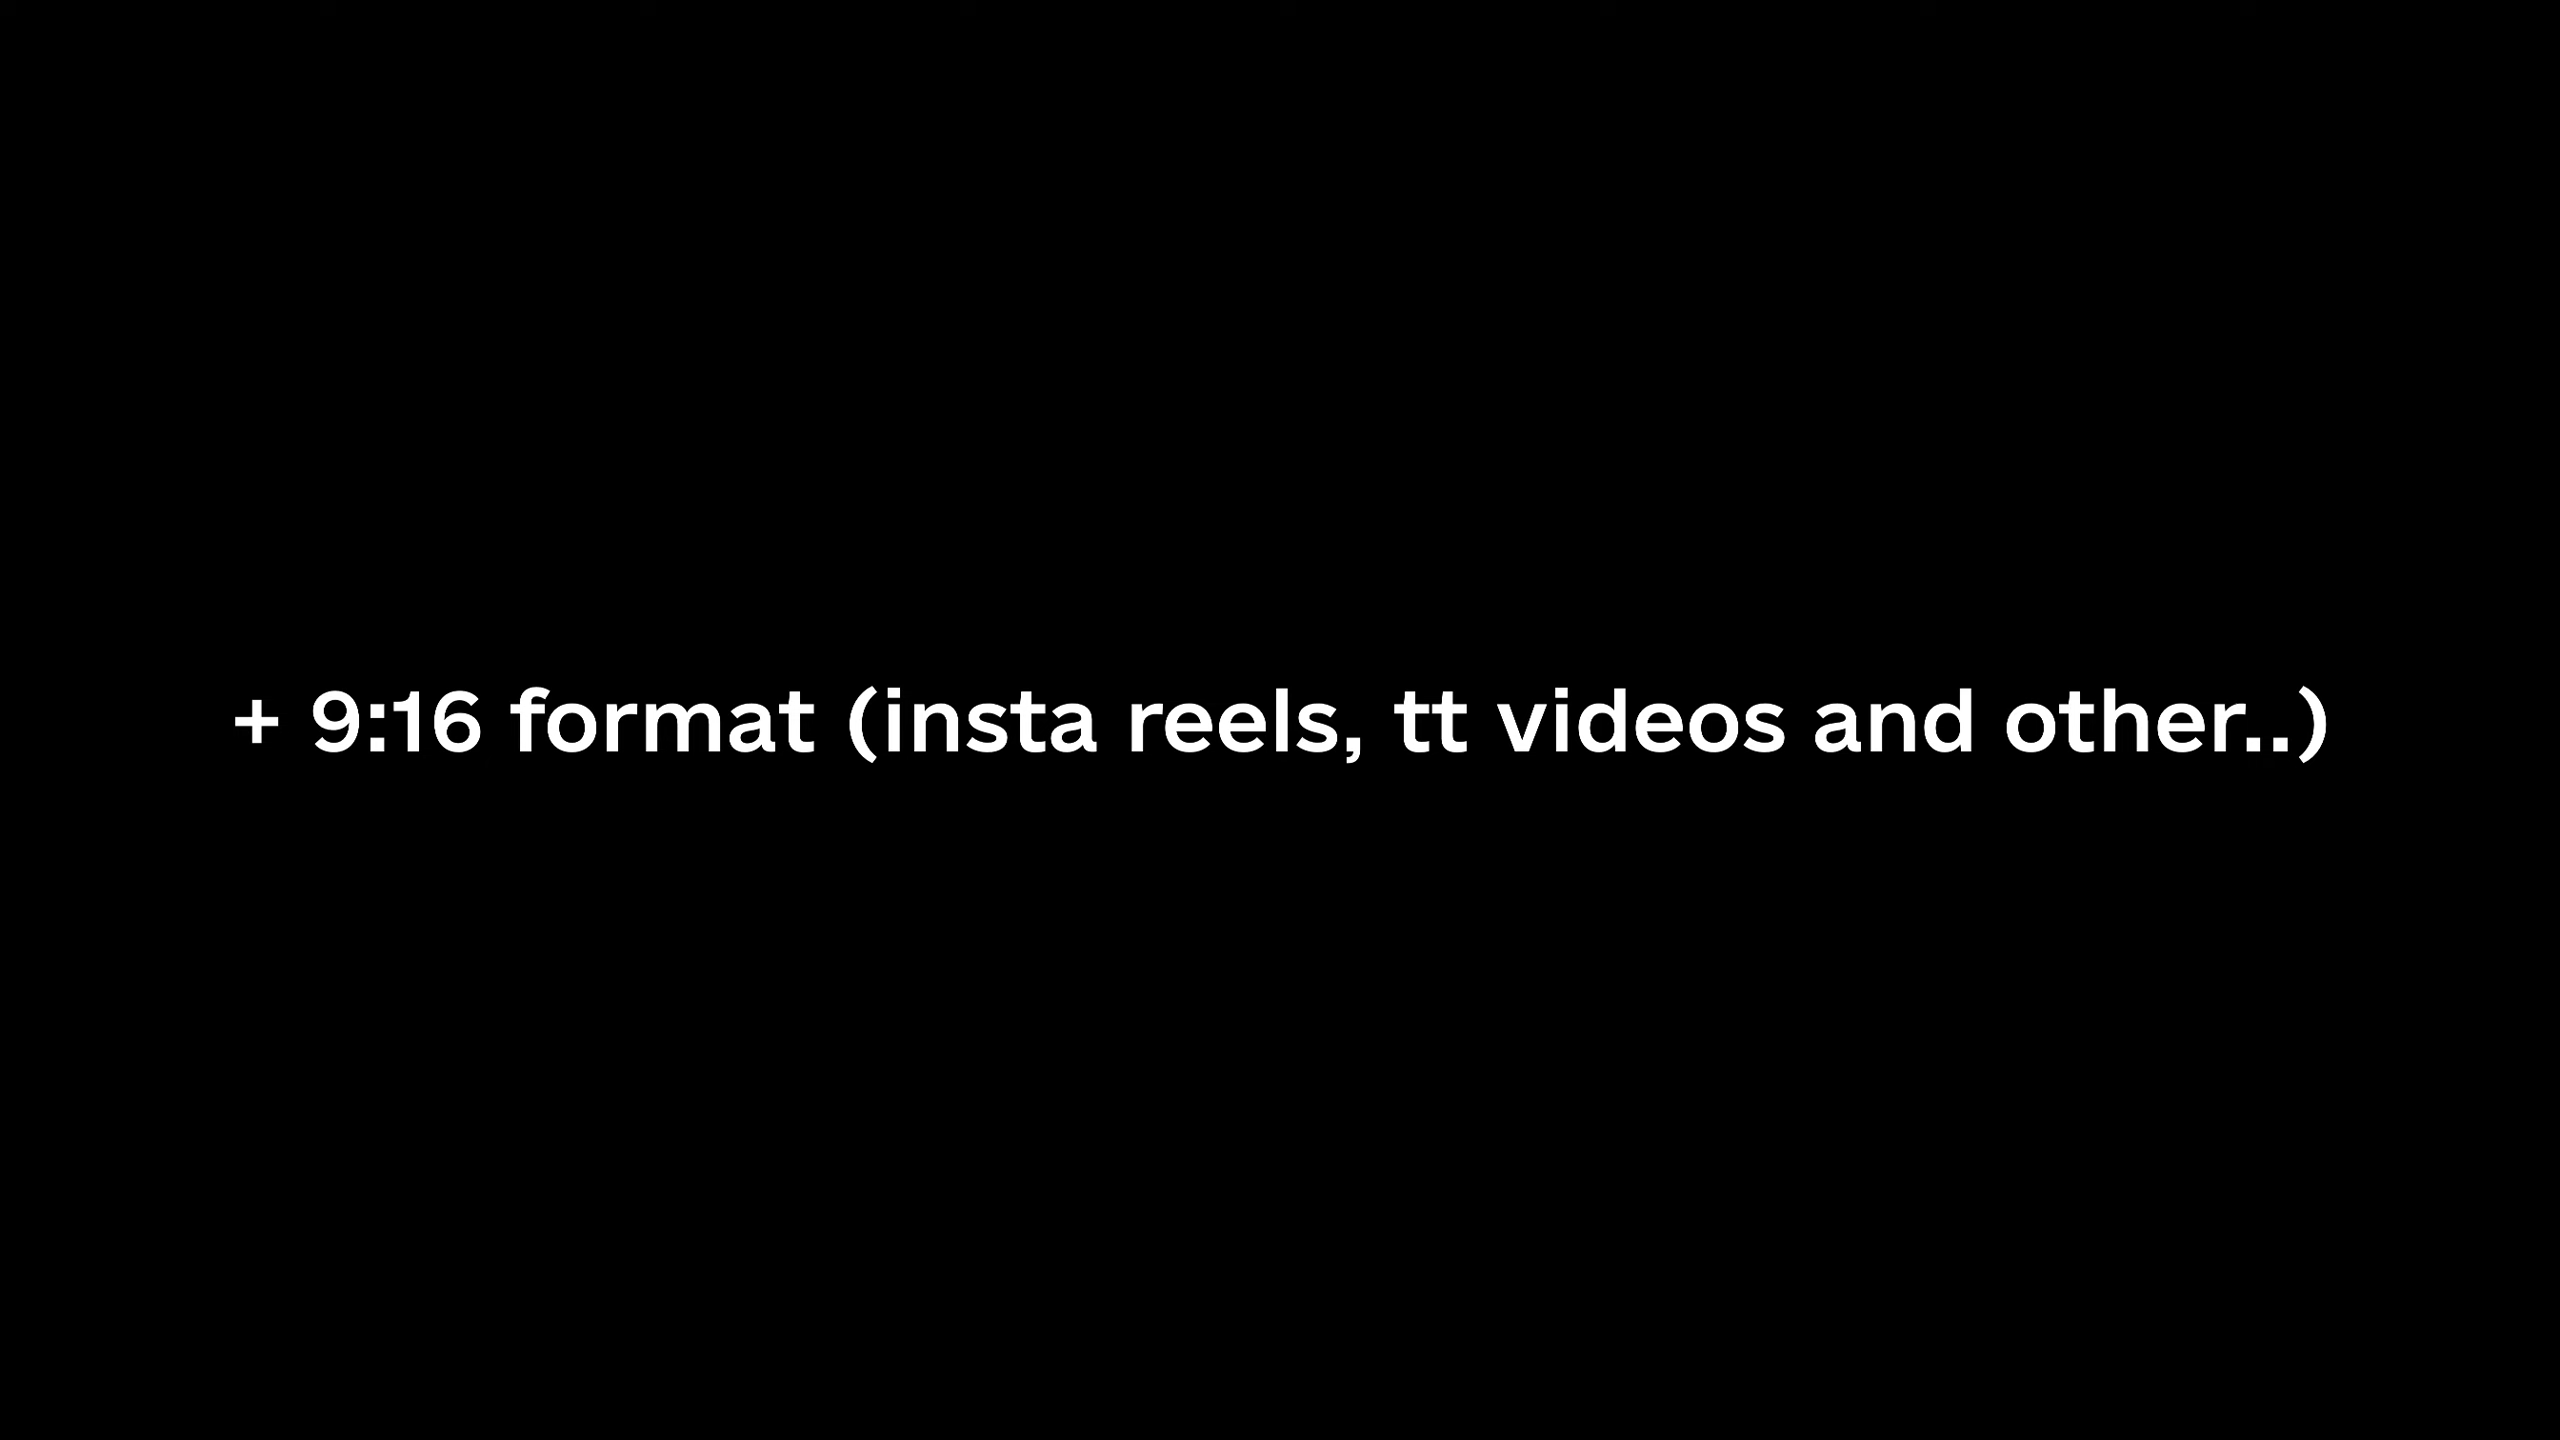 + 9:16 format (insta reels, tt videos and other..)